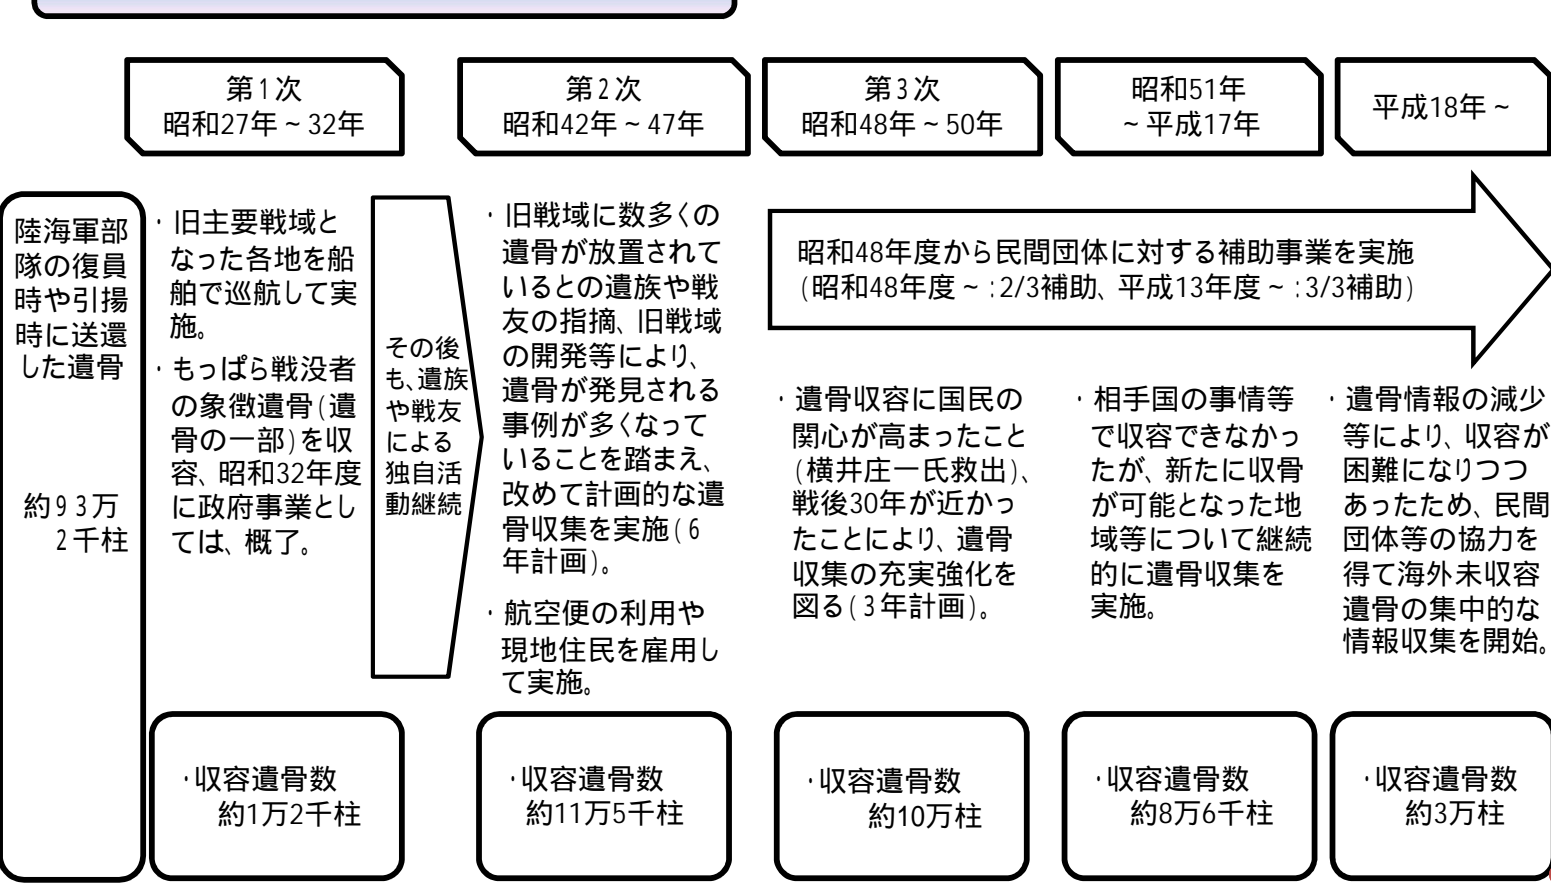 第1次
昭和27年～32年
第2次
昭和42年～47年
第3次
昭和48年～50年
昭和51年
～平成17年
平成18年～
陸海軍部
隊の復員
時や引揚
時に送還
した遺骨
約93万
2千柱
・旧主要戦域と
なった各地を船
舶で巡航して実
施。
・もっぱら戦没者
の象徴遺骨(遺
骨の一部)を収
容、昭和32年度
に政府事業とし
ては、概了。
その後
も、遺族
や戦友
による
独自活
動継続
・旧戦域に数多くの
遺骨が放置されて
いるとの遺族や戦
友の指摘、旧戦域
の開発等により、
遺骨が発見される
事例が多くなって
いることを踏まえ、
改めて計画的な遺
骨収集を実施(6
年計画)。
・航空便の利用や
現地住民を雇用し
て実施。
昭和48年度から民間団体に対する補助事業を実施
(昭和48年度～:2/3補助、平成13年度～:3/3補助)
・遺骨収容に国民の
関心が高まったこと
(横井庄一氏救出)、
戦後30年が近かっ
たことにより、遺骨
収集の充実強化を
図る(3年計画)。
・相手国の事情等
で収容できなかっ
たが、新たに収骨
が可能となった地
域等について継続
的に遺骨収集を
実施。
・遺骨情報の減少
等により、収容が
困難になりつつ
あったため、民間
団体等の協力を
得て海外未収容
遺骨の集中的な
情報収集を開始。
・収容遺骨数
約1万2千柱
・収容遺骨数
約11万5千柱
・収容遺骨数
約10万柱
・収容遺骨数
約8万6千柱
・収容遺骨数
約3万柱